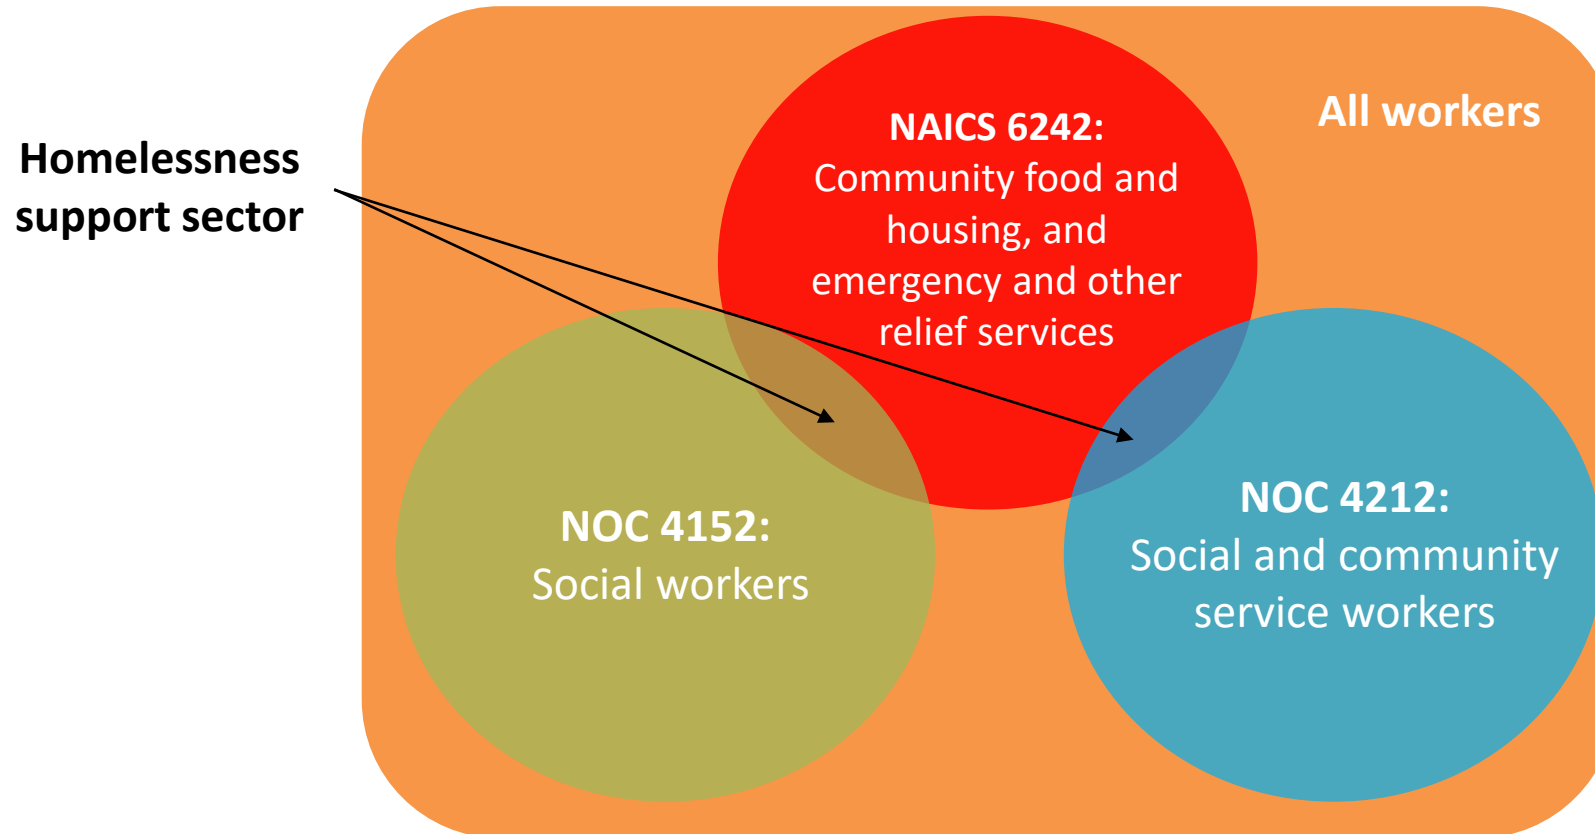 Homelessness
support sector
NAICS 6242:
Community food and
housing, and
emergency and other
relief services
All workers
NOC 4152:
Social workers
NOC 4212:
Social and community
service workers